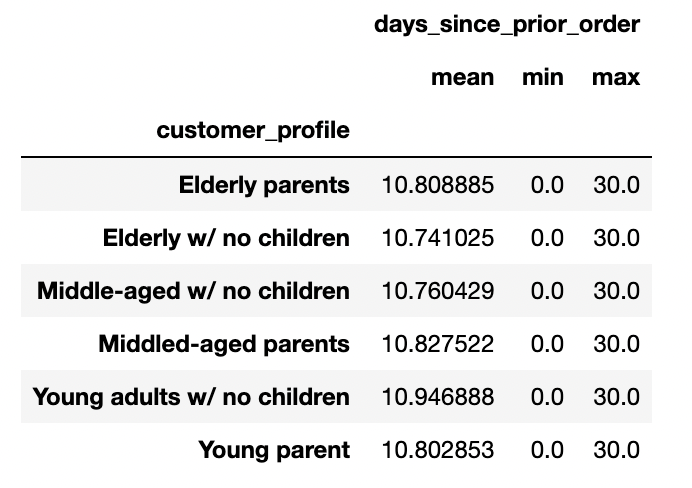 days_since_prior_order
mean min max
customer_profile
Elderly parents 10.808885 0.0 30.0
Elderly w/ no children 10.741025 0.0 30.0
Middle-aged w/ no children 10.760429 0.0 30.0
Middled-aged parents 10.827522 0.0 30.0
Young adults w/ no children 10.946888 0.0 30.0
Young parent 10.802853 0.0 30.0